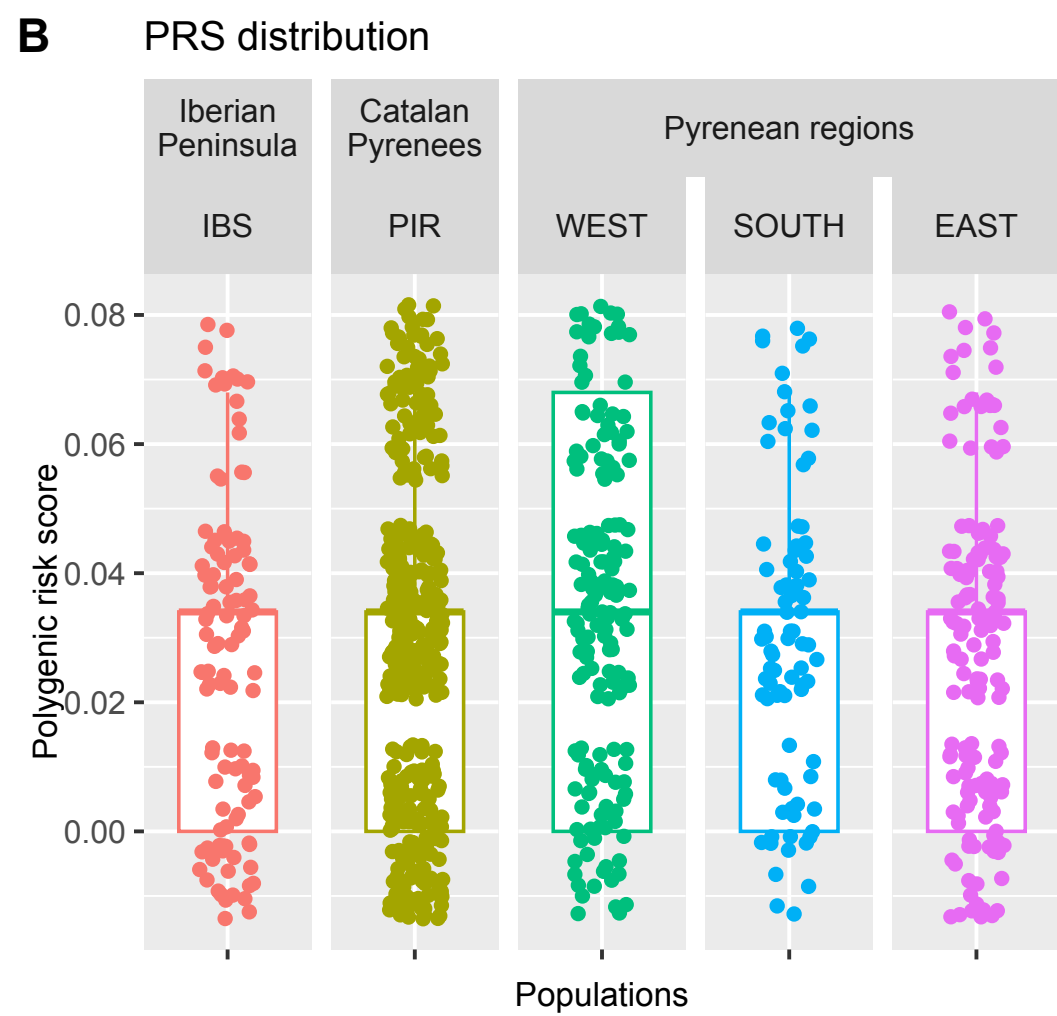 B PRS distribution
Iberian
Peninsula
Catalan
Pyrenees
Pyrenean regions
IBS
PIR
WEST
SOUTH
EAST
0.08
0.06
0.04
0.02
0.00
Polygenic risk score
Populations